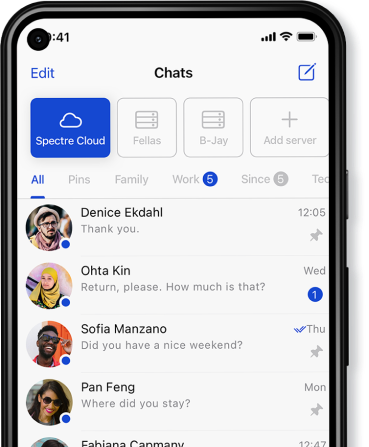 :41
Edit
Chats
Spectre Cloud
Fellas
B-Jay
Add server
All Pins Family Work 5 Since 5 Tec
Denice Ekdahl 12:05
Thank you.
Ohta Kin Wed
Return, please. How much is that? 1
Sofia Manzano Thu
Did you have a nice weekend?
Pan Feng Mon
Where did you stay?
Fabiana Capmany 12:47